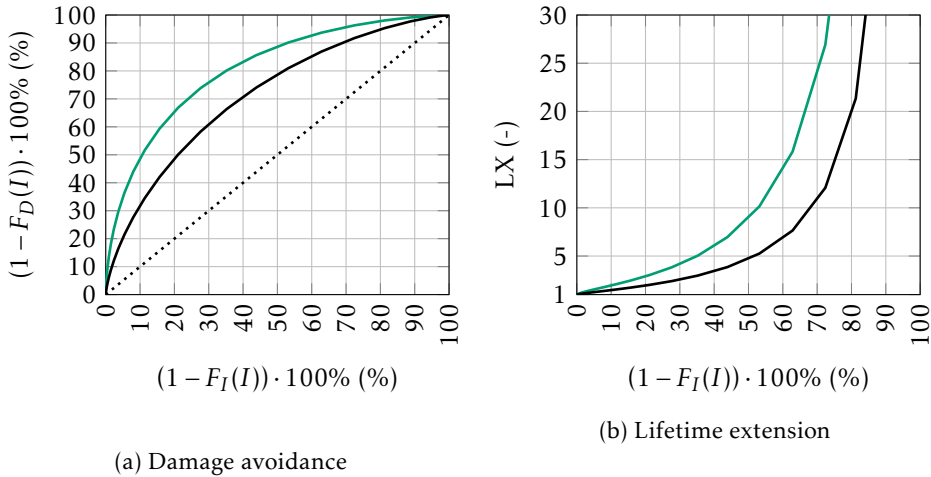 100
90
80
70
60
50
40
30
20
10
0
(1 − F_D(I)) · 100% (%)
0 10 20 30 40 50 60 70 80 90 100
(1 − F_I(I)) · 100% (%)
(a) Damage avoidance
30
25
20
15
10
5
1
LX (-)
0 10 20 30 40 50 60 70 80 90 100
(1 − F_I(I)) · 100% (%)
(b) Lifetime extension